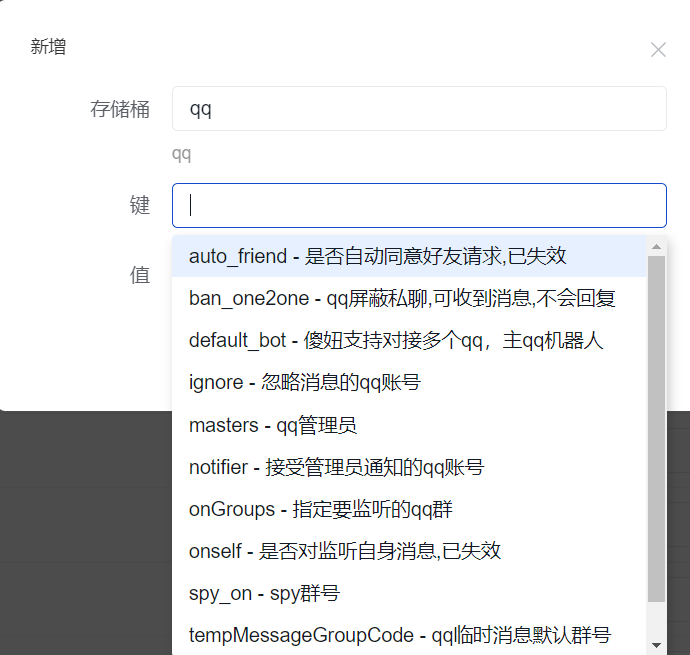 新增
存储桶
qq
qq
键
值
auto_friend - 是否自动同意好友请求,已失效
ban_one2one - qq屏蔽私聊,可收到消息,不会回复
default_bot - 傻妞支持对接多个qq，主qq机器人
ignore - 忽略消息的qq账号
masters - qq管理员
notifier - 接受管理员通知的qq账号
onGroups - 指定要监听的qq群
onself - 是否对监听自身消息,已失效
spy_on - spy群号
tempMessageGroupCode - qq临时消息默认群号